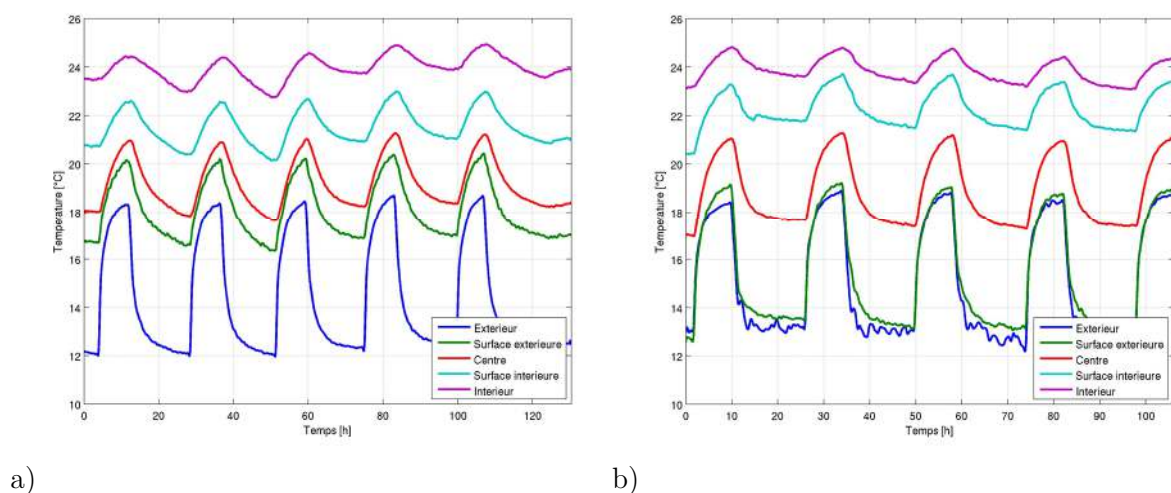 26
24
22
20
18
16
14
12
10
Temperature [°C]
0
20
40
60
80
100
120
Temps [h]
Exterieur
Surface exterieure
Centre
Surface interieure
Interieur
a)
26
24
22
20
18
16
14
12
10
Temperature [°C]
0
10
20
30
40
50
60
70
80
90
100
Temps [h]
Exterieur
Surface exterieure
Centre
Surface interieure
Interieur
b)